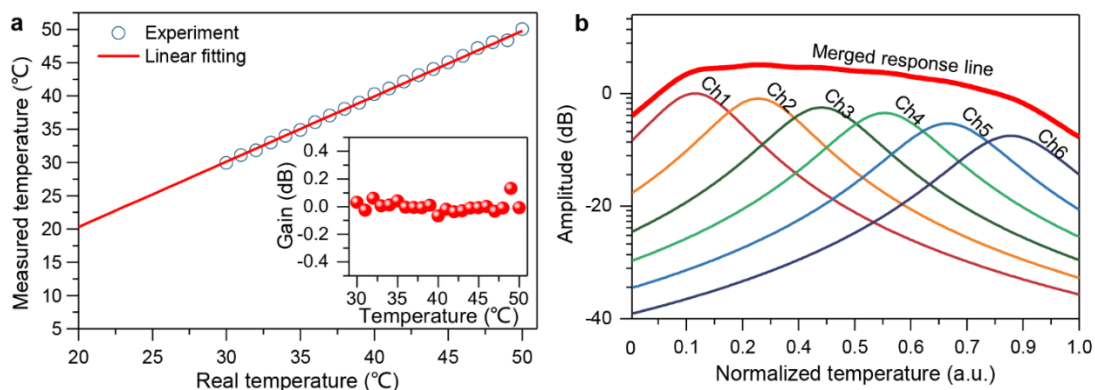 a
Experiment
Linear fitting
Measured temperature (℃)
50
45
40
35
30
25
20
15
10
5
20 25 30 35 40 45 50
Real temperature (℃)
Gain (dB)
0.4
0.2
0.0
-0.2
-0.4
30 35 40 45 50
Temperature (℃)
b
Merged response line
Ch1
Ch2
Ch3
Ch4
Ch5
Ch6
Amplitude (dB)
0
-20
-40
0 0.1 0.2 0.4 0.5 0.6 0.7 0.8 0.9 1.0
Normalized temperature (a.u.)